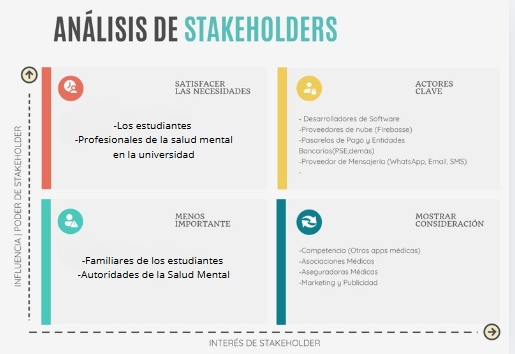 ANÁLISIS DE STAKEHOLDERS
SATISFACER
LAS NECESIDADES
-Los estudiantes
-Profesionales de la salud mental
en la universidad
ACTORES
CLAVE
- Desarrolladores de Software
-Proveedores de nube (Firebasse)
-Pasarelas de Pago y Entidades
Bancarias(PSE,demás)
-Proveedor de Mensajería (WhatsApp, Email, SMS)
-
MENOS
IMPORTANTE
-Familiares de los estudiantes
-Autoridades de la Salud Mental
MOSTRAR
CONSIDERACIÓN
-Competencia (Otros apps médicas)
-Asociaciones Médicas
-Aseguradoras Médicas
-Marketing y Publicidad
INFLUENCIA | PODER DE STAKEHOLDER
INTERÉS DE STAKEHOLDER